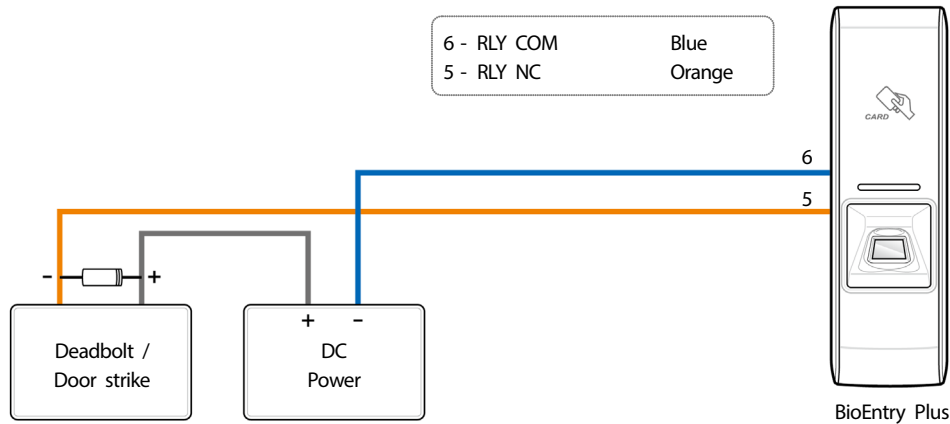 6 - RLY COM Blue
5 - RLY NC Orange
CARD
6
5
- +
+ -
Deadbolt /
Door strike
DC
Power
BioEntry Plus